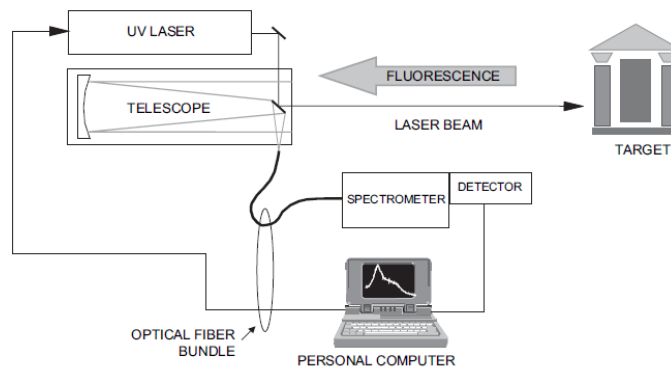 UV LASER
TELESCOPE
FLUORESCENCE
LASER BEAM
TARGET
SPECTROMETER
DETECTOR
OPTICAL FIBER
BUNDLE
PERSONAL COMPUTER